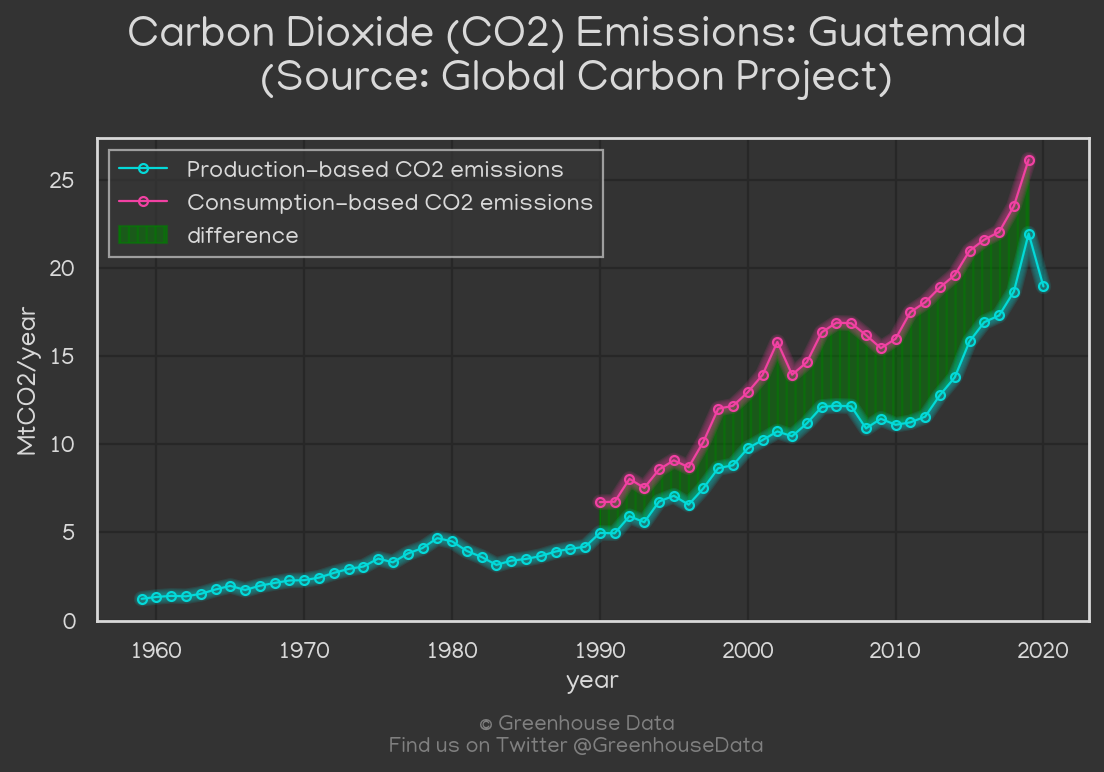 Carbon Dioxide (CO2) Emissions: Guatemala
(Source: Global Carbon Project)
Production-based CO2 emissions
Consumption-based CO2 emissions
difference
25
20
15
10
5
0
MtCO2/year
1960 1970 1980 1990 2000 2010 2020
year
© Greenhouse Data
Find us on Twitter @GreenhouseData